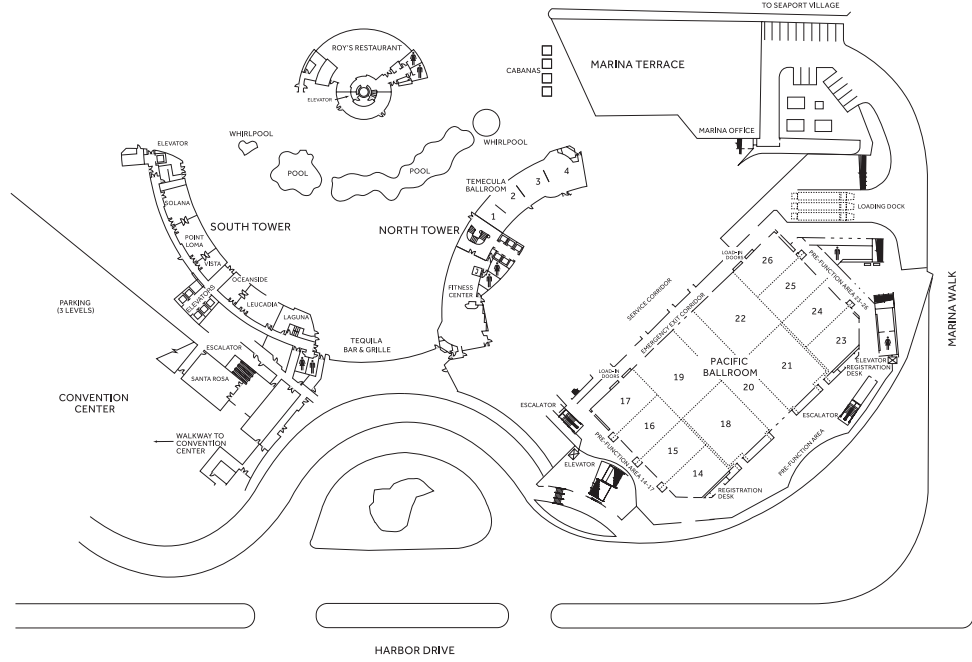 TO SEAPORT VILLAGE
ROY'S RESTAURANT
MARINA TERRACE
CABANAS
ELEVATOR
MARINA OFFICE
WHIRLPOOL
WHIRLPOOL
ELEVATOR
POOL
POOL
TEMECULA
BALLROOM
1
2
3
4
SOLANA
LOADING DOCK
SOUTH TOWER
NORTH TOWER
POINT
LOMA
VISTA
LOAD-IN
DOORS
26
PRE-FUNCTION AREA 23-26
OCEANSIDE
ELEVATORS
LEUCADIA
LAGUNA
FITNESS
CENTER
25
SERVICE CORRIDOR
EMERGENCY EXIT CORRIDOR
PARKING
(3 LEVELS)
22
24
23
MARINA WALK
ESCALATOR
TEQUILA
BAR & GRILLE
ELEVATOR
REGISTRATION
DESK
PACIFIC
BALLROOM
21
LOAD-IN
DOORS
19
20
SANTA ROSA
CONVENTION
CENTER
17
ESCALATOR
ESCALATOR
16
18
WALKWAY TO
CONVENTION
CENTER
PRE-FUNCTION AREA 14-17
15
PRE-FUNCTION AREA
ELEVATOR
14
REGISTRATION
DESK
HARBOR DRIVE